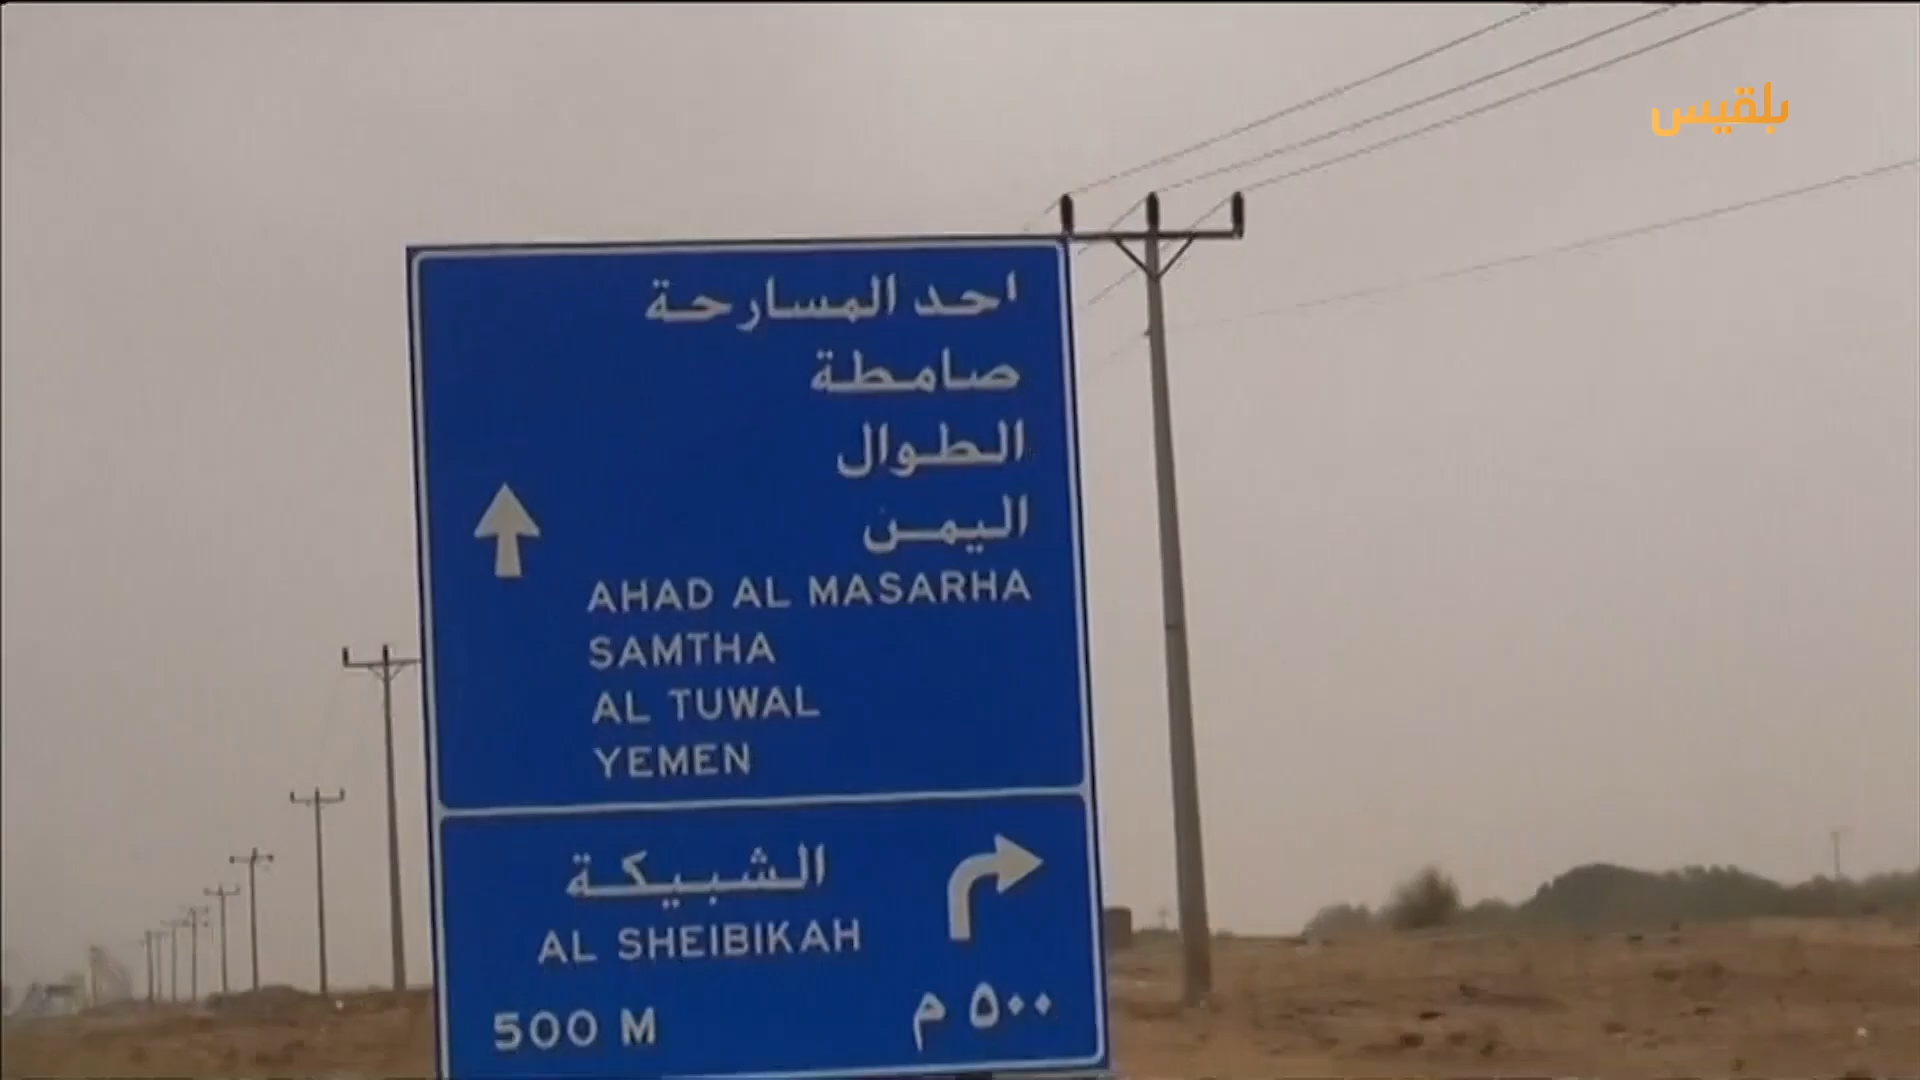 بلقيس
احد المسارحة
صامطة
الطوال
اليمن
AHAD AL MASARHA
SAMTHA
AL TUWAL
YEMEN
الشبيكة
AL SHEIBIKAH
500 M
٥٠٠ م